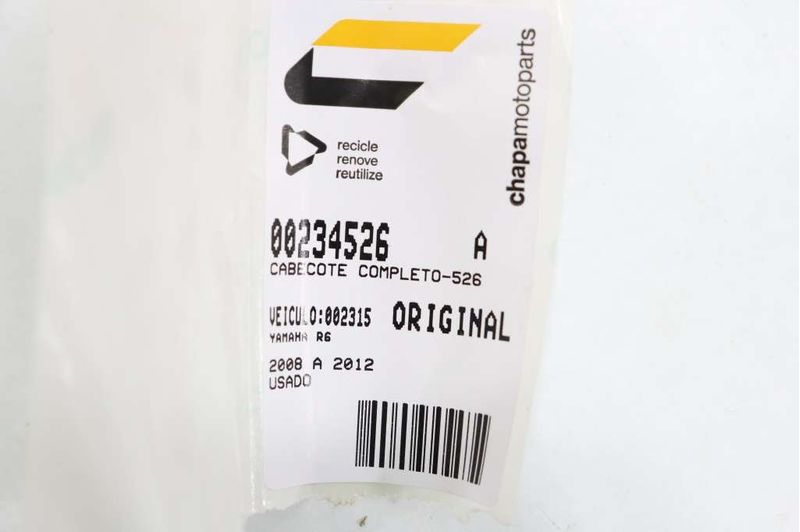 chapamotoparts
recicle
renove
reutilize
00234526 A
CABECOTE COMPLETO-526
VEICULO:002315 ORIGINAL
YAMAHA R6
2008 A 2012
USADO